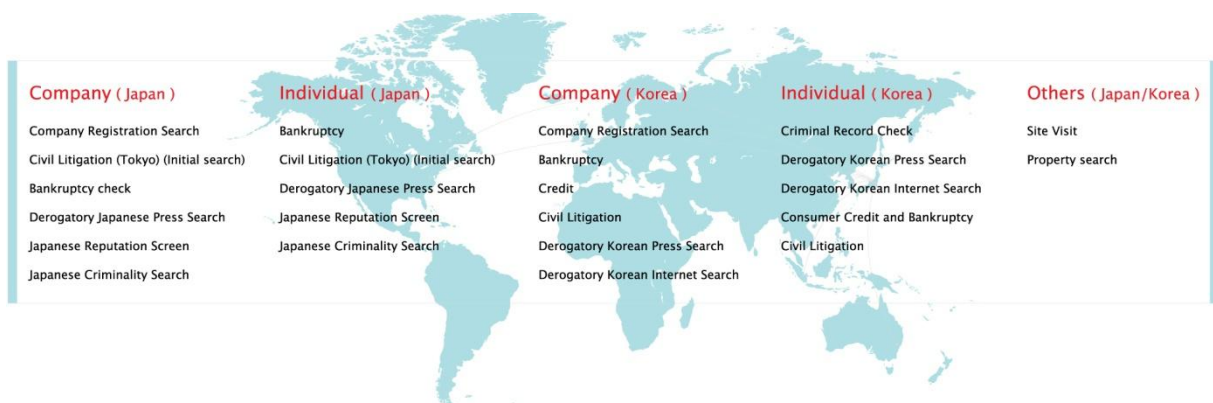 Company ( Japan )
Company Registration Search
Civil Litigation (Tokyo) (Initial search)
Bankruptcy check
Derogatory Japanese Press Search
Japanese Reputation Screen
Japanese Criminality Search
Individual ( Japan )
Bankruptcy
Civil Litigation (Tokyo) (Initial search)
Derogatory Japanese Press Search
Japanese Reputation Screen
Japanese Criminality Search
Company ( Korea )
Company Registration Search
Bankruptcy
Credit
Civil Litigation
Derogatory Korean Press Search
Derogatory Korean Internet Search
Individual ( Korea )
Criminal Record Check
Derogatory Korean Press Search
Derogatory Korean Internet Search
Consumer Credit and Bankruptcy
Civil Litigation
Others ( Japan/Korea )
Site Visit
Property search